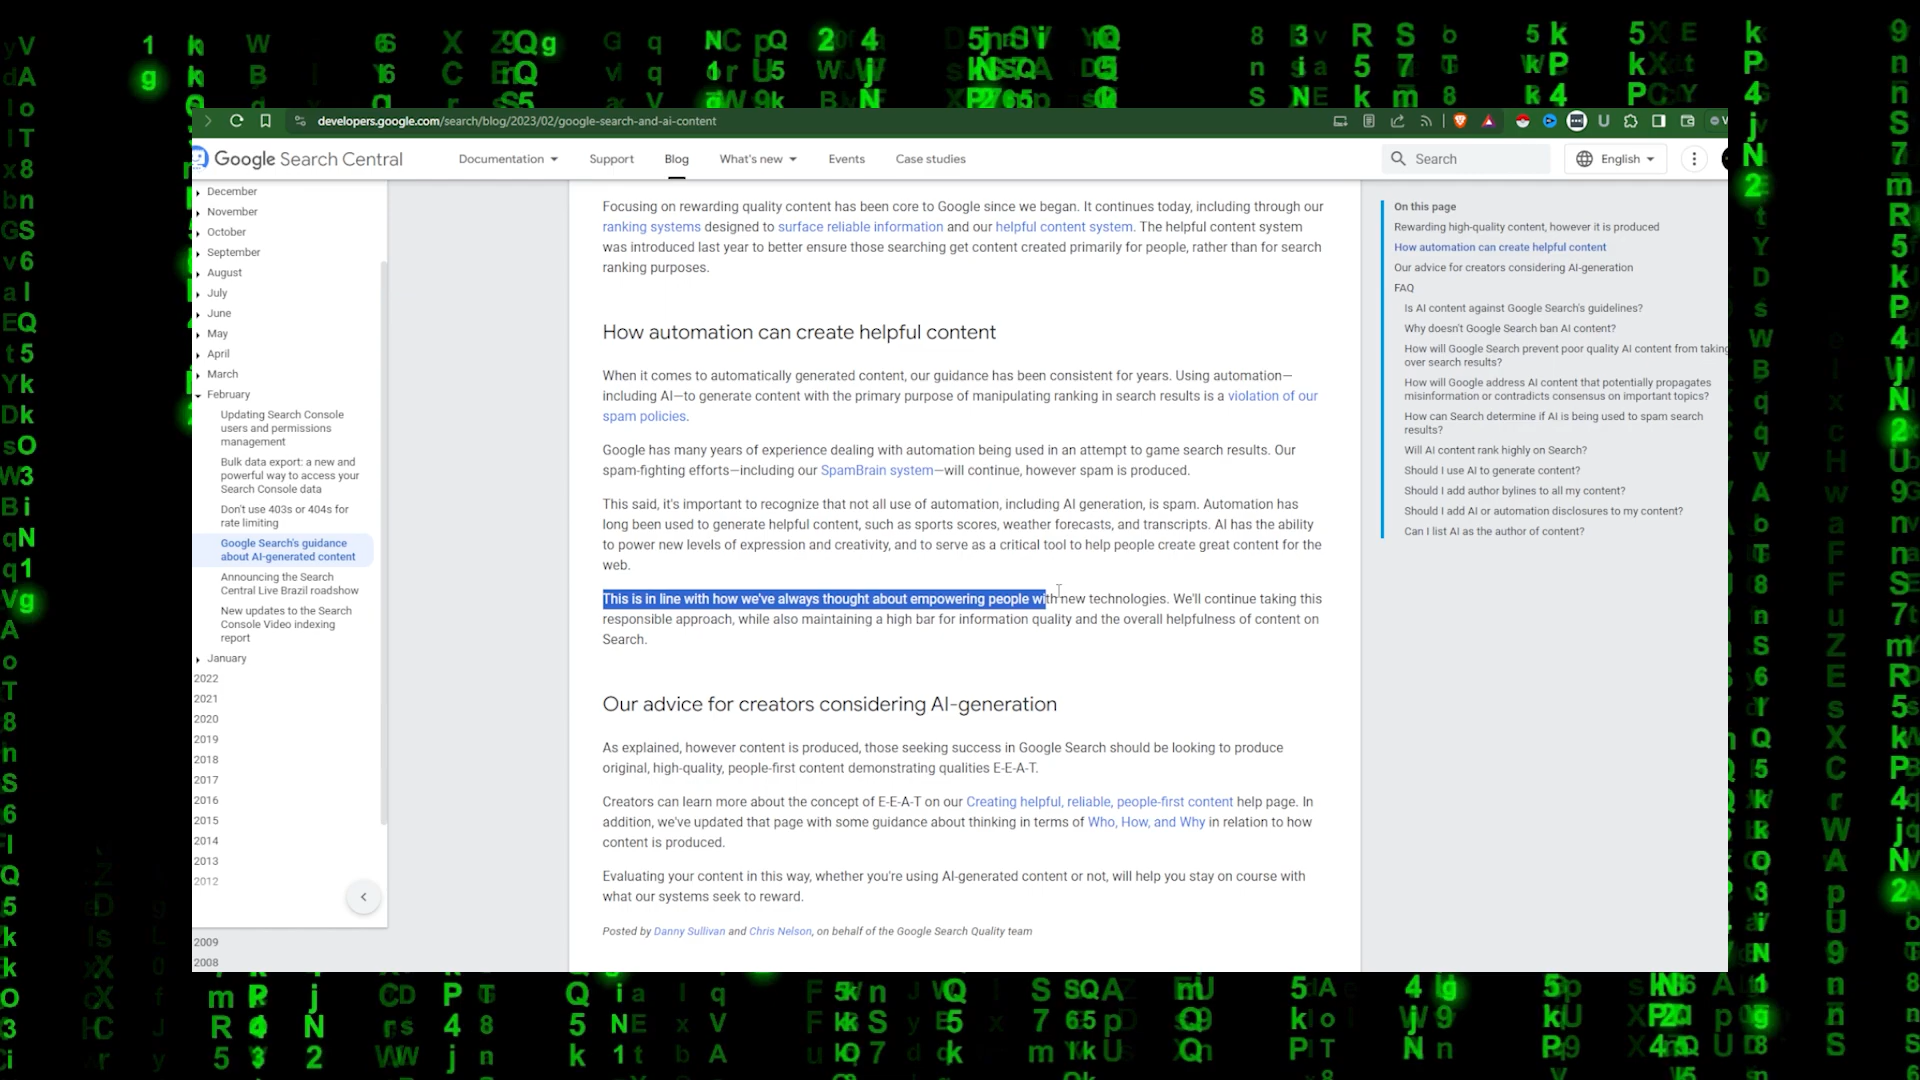 developers.google.com/search/blog/2023/02/google-search-and-ai-content
Google Search Central
Documentation
Support
Blog
What's new
Events
Case studies
Search
English
December
November
October
September
August
July
June
May
April
March
February
Updating Search Console
users and permissions
management
Bulk data export: a new and
powerful way to access your
Search Console data
Don't use 403s or 404s for
rate limiting
Google Search's guidance
about AI-generated content
Announcing the Search
Central Live Brazil roadshow
New updates to the Search
Console Video indexing
report
January
2022
2021
2020
2019
2018
2017
2016
2015
2014
2013
2012
2009
2008
Focusing on rewarding quality content has been core to Google since we began. It continues today, including through our
ranking systems designed to surface reliable information and our helpful content system. The helpful content system
was introduced last year to better ensure those searching get content created primarily for people, rather than for search
ranking purposes.
How automation can create helpful content
When it comes to automatically generated content, our guidance has been consistent for years. Using automation—
including AI—to generate content with the primary purpose of manipulating ranking in search results is a violation of our
spam policies.
Google has many years of experience dealing with automation being used in an attempt to game search results. Our
spam-fighting efforts—including our SpamBrain system—will continue, however spam is produced.
This said, it's important to recognize that not all use of automation, including AI generation, is spam. Automation has
long been used to generate helpful content, such as sports scores, weather forecasts, and transcripts. AI has the ability
to power new levels of expression and creativity, and to serve as a critical tool to help people create great content for the
web.
This is in line with how we've always thought about empowering people with new technologies. We'll continue taking this
responsible approach, while also maintaining a high bar for information quality and the overall helpfulness of content on
Search.
Our advice for creators considering AI-generation
As explained, however content is produced, those seeking success in Google Search should be looking to produce
original, high-quality, people-first content demonstrating qualities E-E-A-T.
Creators can learn more about the concept of E-E-A-T on our Creating helpful, reliable, people-first content help page. In
addition, we've updated that page with some guidance about thinking in terms of Who, How, and Why in relation to how
content is produced.
Evaluating your content in this way, whether you're using AI-generated content or not, will help you stay on course with
what our systems seek to reward.
Posted by Danny Sullivan and Chris Nelson, on behalf of the Google Search Quality team
On this page
Rewarding high-quality content, however it is produced
How automation can create helpful content
Our advice for creators considering AI-generation
FAQ
Is AI content against Google Search's guidelines?
Why doesn't Google Search ban AI content?
How will Google Search prevent poor quality AI content from taking
over search results?
How will Google address AI content that potentially propagates
misinformation or contradicts consensus on important topics?
How can Search determine if AI is being used to spam search
results?
Will AI content rank highly on Search?
Should I use AI to generate content?
Should I add author bylines to all my content?
Should I add AI or automation disclosures to my content?
Can I list AI as the author of content?